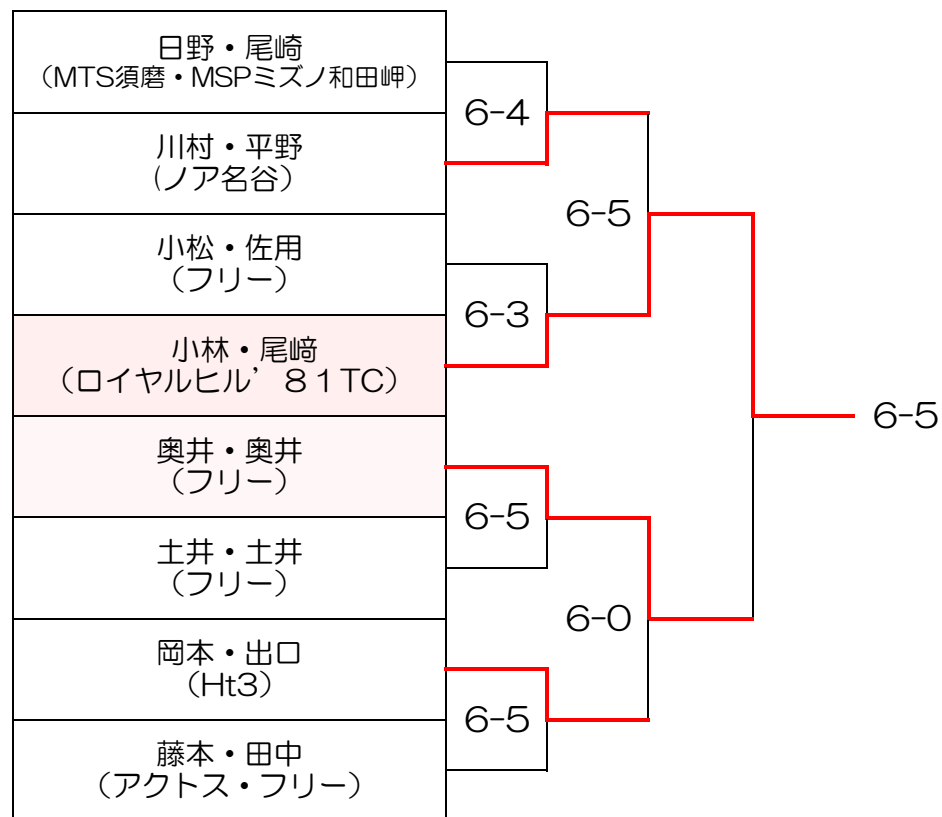 日野・尾崎
（MTS須磨・MSPミズノ和田岬）
川村・平野
（ノア名谷）
小松・佐用
（フリー）
小林・尾﨑
（ロイヤルヒル’８１TC）
奥井・奥井
（フリー）
土井・土井
（フリー）
岡本・出口
（Ht3）
藤本・田中
（アクトス・フリー）
6-4
6-3
6-5
6-5
6-5
6-0
6-5